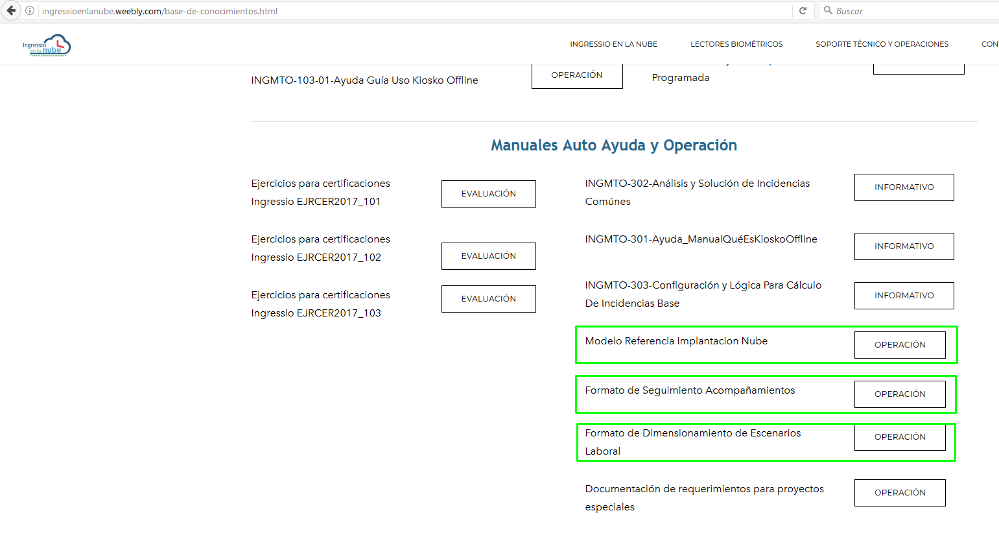 ingressioenlanube.weebly.com/base-de-conocimientos.html
Buscar
Ingressio
en la nube
INGRESSIO EN LA NUBE
LECTORES BIOMÉTRICOS
SOPORTE TÉCNICO Y OPERACIONES
CON
INGMTO-103-01-Ayuda Guía Uso Kiosko Offline
OPERACIÓN
Programada
Manuales Auto Ayuda y Operación
Ejercicios para certificaciones
Ingressio EJRCER2017_101
EVALUACIÓN
Ejercicios para certificaciones
Ingressio EJRCER2017_102
EVALUACIÓN
Ejercicios para certificaciones
Ingressio EJRCER2017_103
EVALUACIÓN
INGMTO-302-Análisis y Solución de Incidencias
Comúnes
INFORMATIVO
INGMTO-301-Ayuda_ManualQuéEsKioskoOffline
INFORMATIVO
INGMTO-303-Configuración y Lógica Para Cálculo
De Incidencias Base
INFORMATIVO
Modelo Referencia Implantacion Nube
OPERACIÓN
Formato de Seguimiento Acompañamientos
OPERACIÓN
Formato de Dimensionamiento de Escenarios
Laboral
OPERACIÓN
Documentación de requerimientos para proyectos
especiales
OPERACIÓN